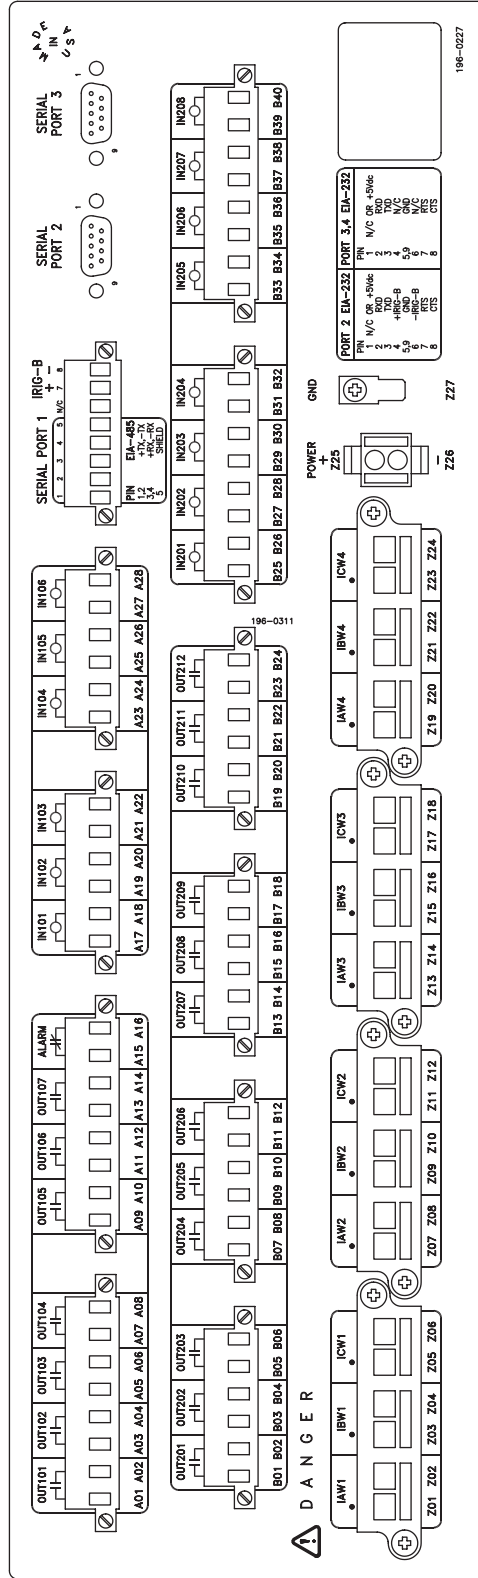 OUT101 OUT102 OUT103 OUT104
A01 A02 A03 A04 A05 A06 A07 A08
OUT105 OUT106 OUT107 ALARM
A09 A10 A11 A12 A13 A14 A15 A16
IN101 IN102 IN103
A17 A18 A19 A20 A21 A22
IN104 IN105 IN106
A23 A24 A25 A26 A27 A28
SERIAL PORT 1 IRIG-B
+ -
1 2 3 4 5 N/C 7 8
PIN EIA-485
1,2 +TX,-TX
3,4 +RX,-RX
5 SHIELD
SERIAL
PORT 2
1
9
SERIAL
PORT 3
1
9
MADE
IN
USA
OUT201 OUT202 OUT203
B01 B02 B03 B04 B05 B06
OUT204 OUT205 OUT206
B07 B08 B09 B10 B11 B12
OUT207 OUT208 OUT209
B13 B14 B15 B16 B17 B18
OUT210 OUT211 OUT212
B19 B20 B21 B22 B23 B24
196-0311
IN201 IN202 IN203 IN204
B25 B26 B27 B28 B29 B30 B31 B32
IN205 IN206 IN207 IN208
B33 B34 B35 B36 B37 B38 B39 B40
DANGER
IAW1 IBW1 ICW1
Z01 Z02 Z03 Z04 Z05 Z06
IAW2 IBW2 ICW2
Z07 Z08 Z09 Z10 Z11 Z12
IAW3 IBW3 ICW3
Z13 Z14 Z15 Z16 Z17 Z18
IAW4 IBW4 ICW4
Z19 Z20 Z21 Z22 Z23 Z24
POWER
+ Z25
- Z26
GND
Z27
PORT 2 EIA-232
PIN
1 N/C OR +5Vdc
2 RXD
3 TXD
4 +IRIG-B
5,9 GND
6 -IRIG-B
7 RTS
8 CTS
PORT 3,4 EIA-232
PIN
1 N/C OR +5Vdc
2 RXD
3 TXD
4 N/C
5,9 GND
6 N/C
7 RTS
8 CTS
196-0227